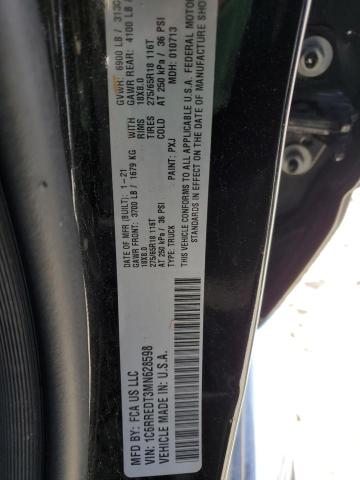 MFD BY: FCA US LLC
DATE OF MFR (BUILT): 1-21
GVWR: 6900 LB / 3130
GAWR FRONT: 3700 LB / 1679 KG
WITH
GAWR REAR: 4100 LB /
18X8.0
RIMS
18X8.0
275/65R18 116T
TIRES
275/65R18 116T
AT 250 kPa / 36 PSI
COLD
AT 250 kPa / 36 PSI
VIN: 1C6RREDT3MN628598
TYPE: TRUCK
PAINT: PXJ
MDH: 010713
VEHICLE MADE IN: U.S.A.
THIS VEHICLE CONFORMS TO ALL APPLICABLE U.S.A. FEDERAL MOTOR
STANDARDS IN EFFECT ON THE DATE OF